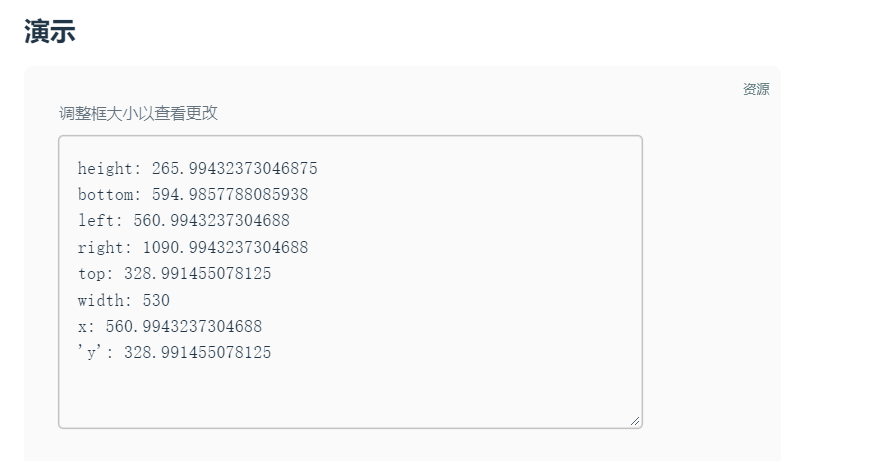 演示
资源
调整框大小以查看更改
height: 265.99432373046875
bottom: 594.9857788085938
left: 560.9943237304688
right: 1090.9943237304688
top: 328.991455078125
width: 530
x: 560.9943237304688
'y': 328.991455078125